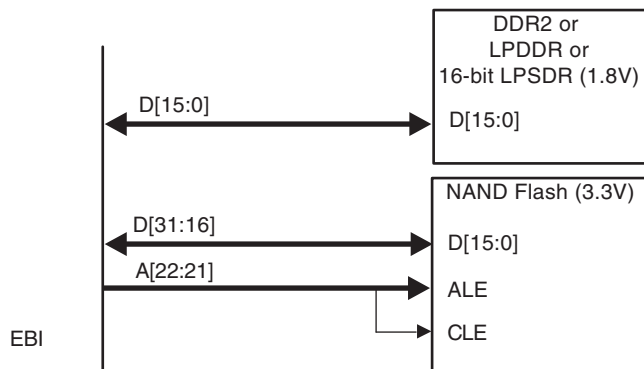 DDR2 or
LPDDR or
16-bit LPSDR (1.8V)
D[15:0]
D[15:0]
NAND Flash (3.3V)
D[31:16]
D[15:0]
A[22:21]
ALE
EBI
CLE